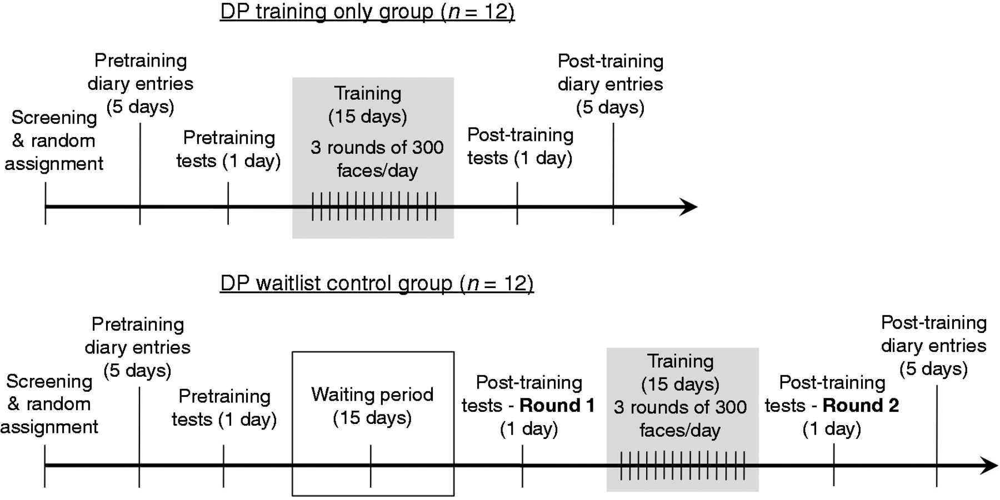 DP training only group (n = 12)
Screening
& random
assignment
Pretraining
diary entries
(5 days)
Pretraining
tests (1 day)
Training
(15 days)
3 rounds of 300
faces/day
Post-training
tests (1 day)
Post-training
diary entries
(5 days)
DP waitlist control group (n = 12)
Screening
& random
assignment
Pretraining
diary entries
(5 days)
Pretraining
tests (1 day)
Waiting period
(15 days)
Post-training
tests - Round 1
(1 day)
Training
(15 days)
3 rounds of 300
faces/day
Post-training
tests - Round 2
(1 day)
Post-training
diary entries
(5 days)